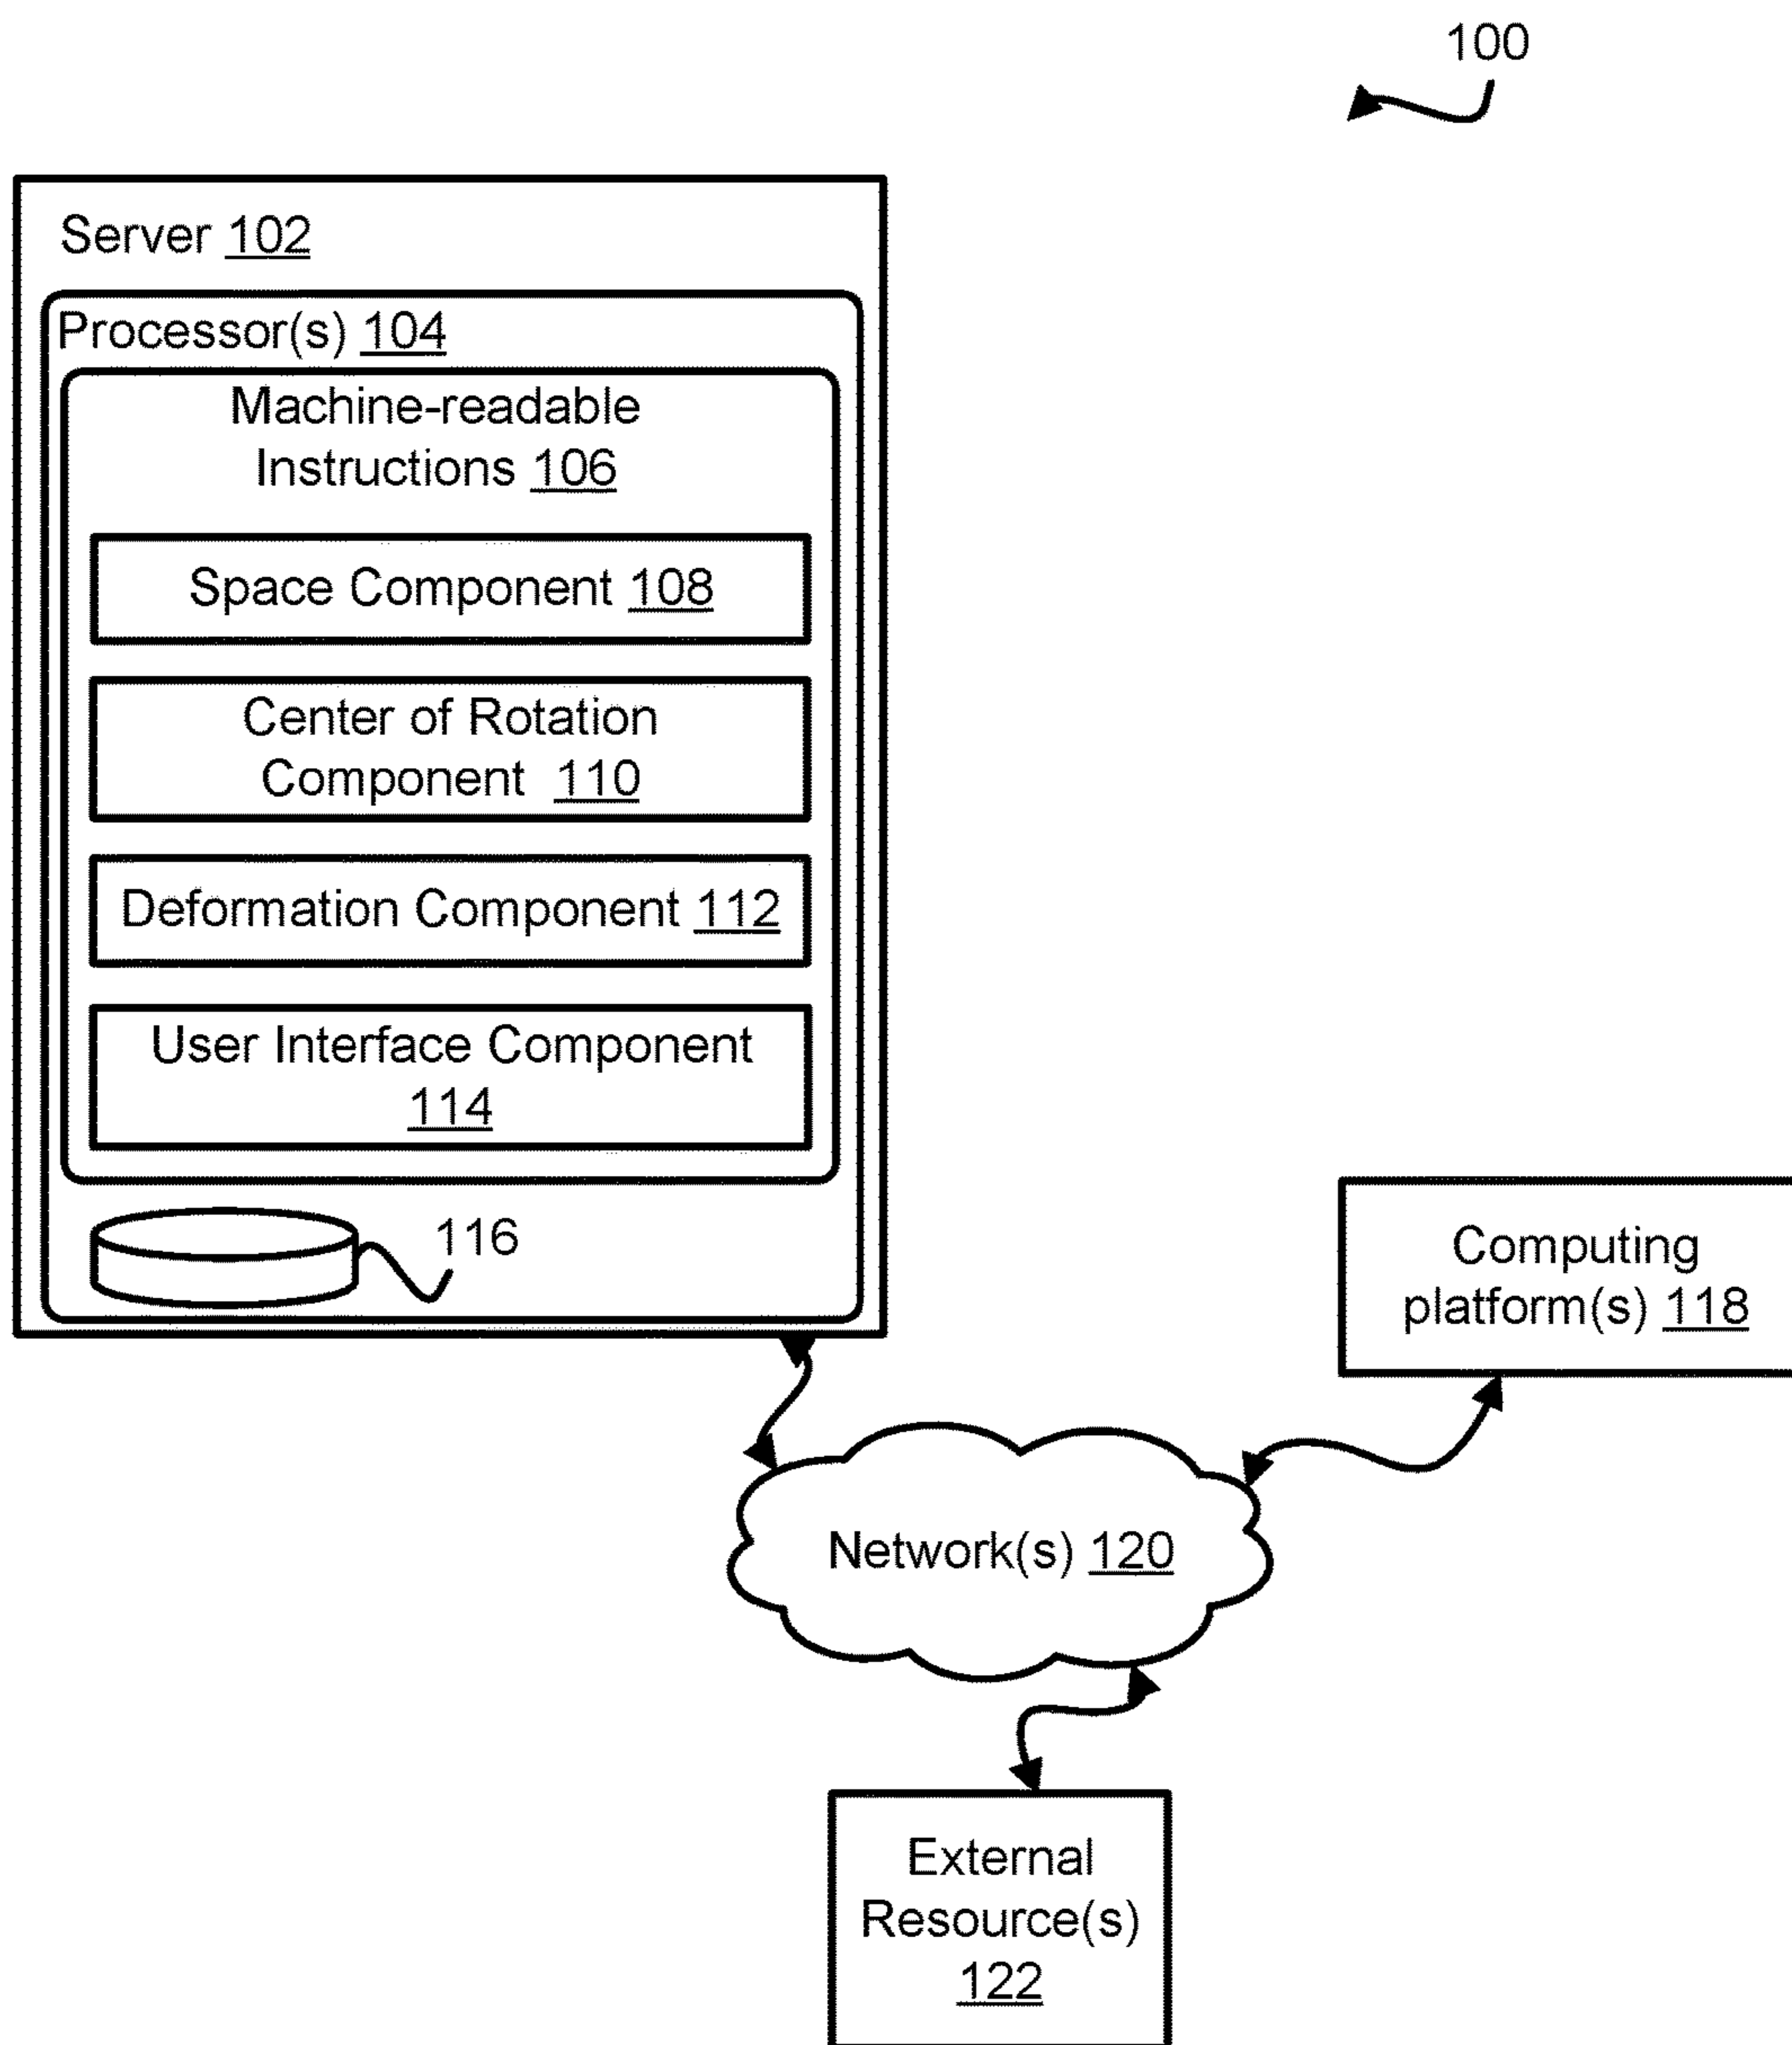 100
Server 102
Processor(s) 104
Machine-readable
Instructions 106
Space Component 108
Center of Rotation
Component 110
Deformation Component 112
User Interface Component
114
116
Computing
platform(s) 118
Network(s) 120
External
Resource(s)
122